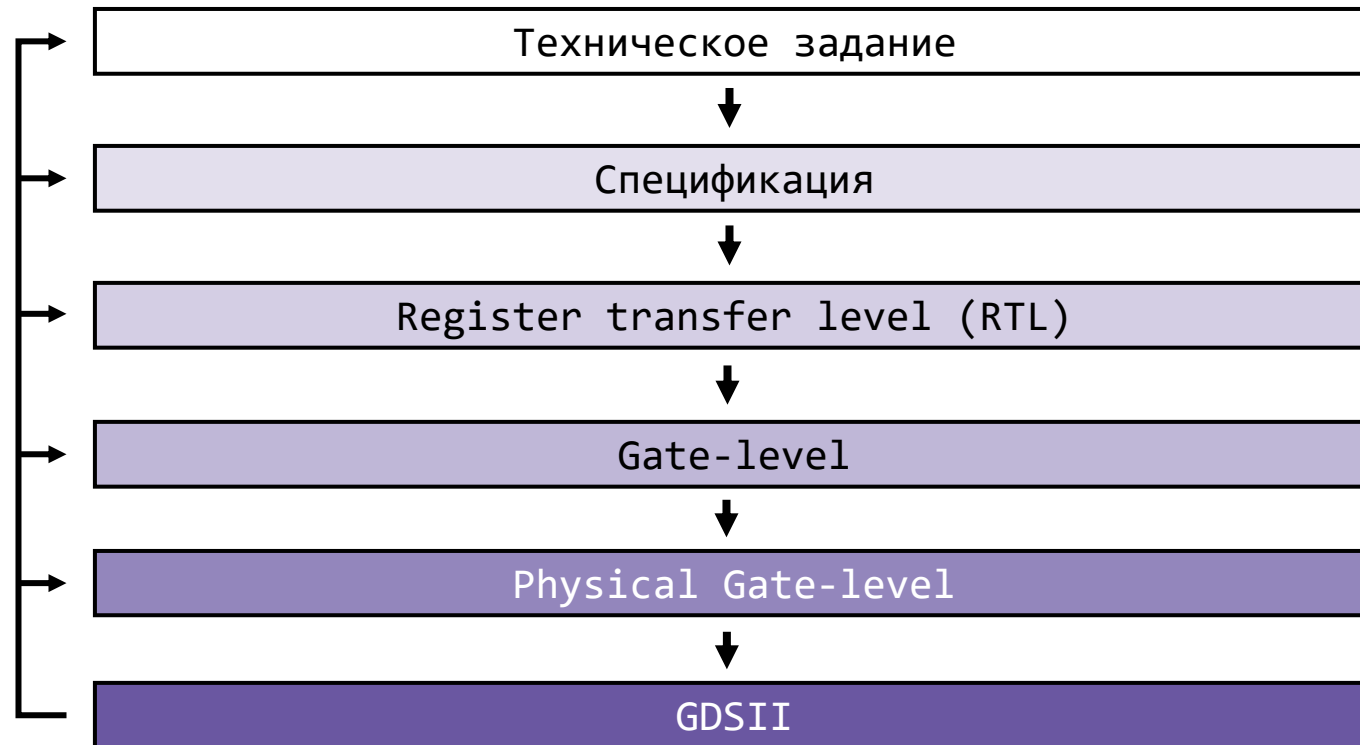 Техническое задание
Спецификация
Register transfer level (RTL)
Gate-level
Physical Gate-level
GDSII